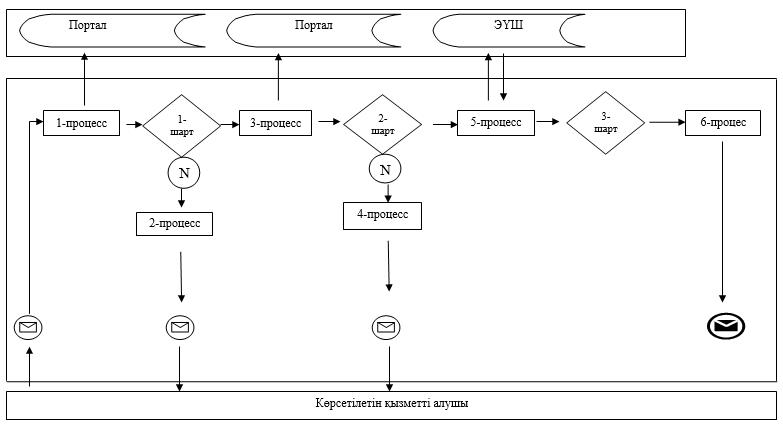 Портал Портал ЭҮШ
1-процесс 1-
шарт 3-процесс 2-
шарт 5-процесс 3-
шарт 6-процес
N N
2-процесс 4-процесс
Көрсетілетін қызметті алушы